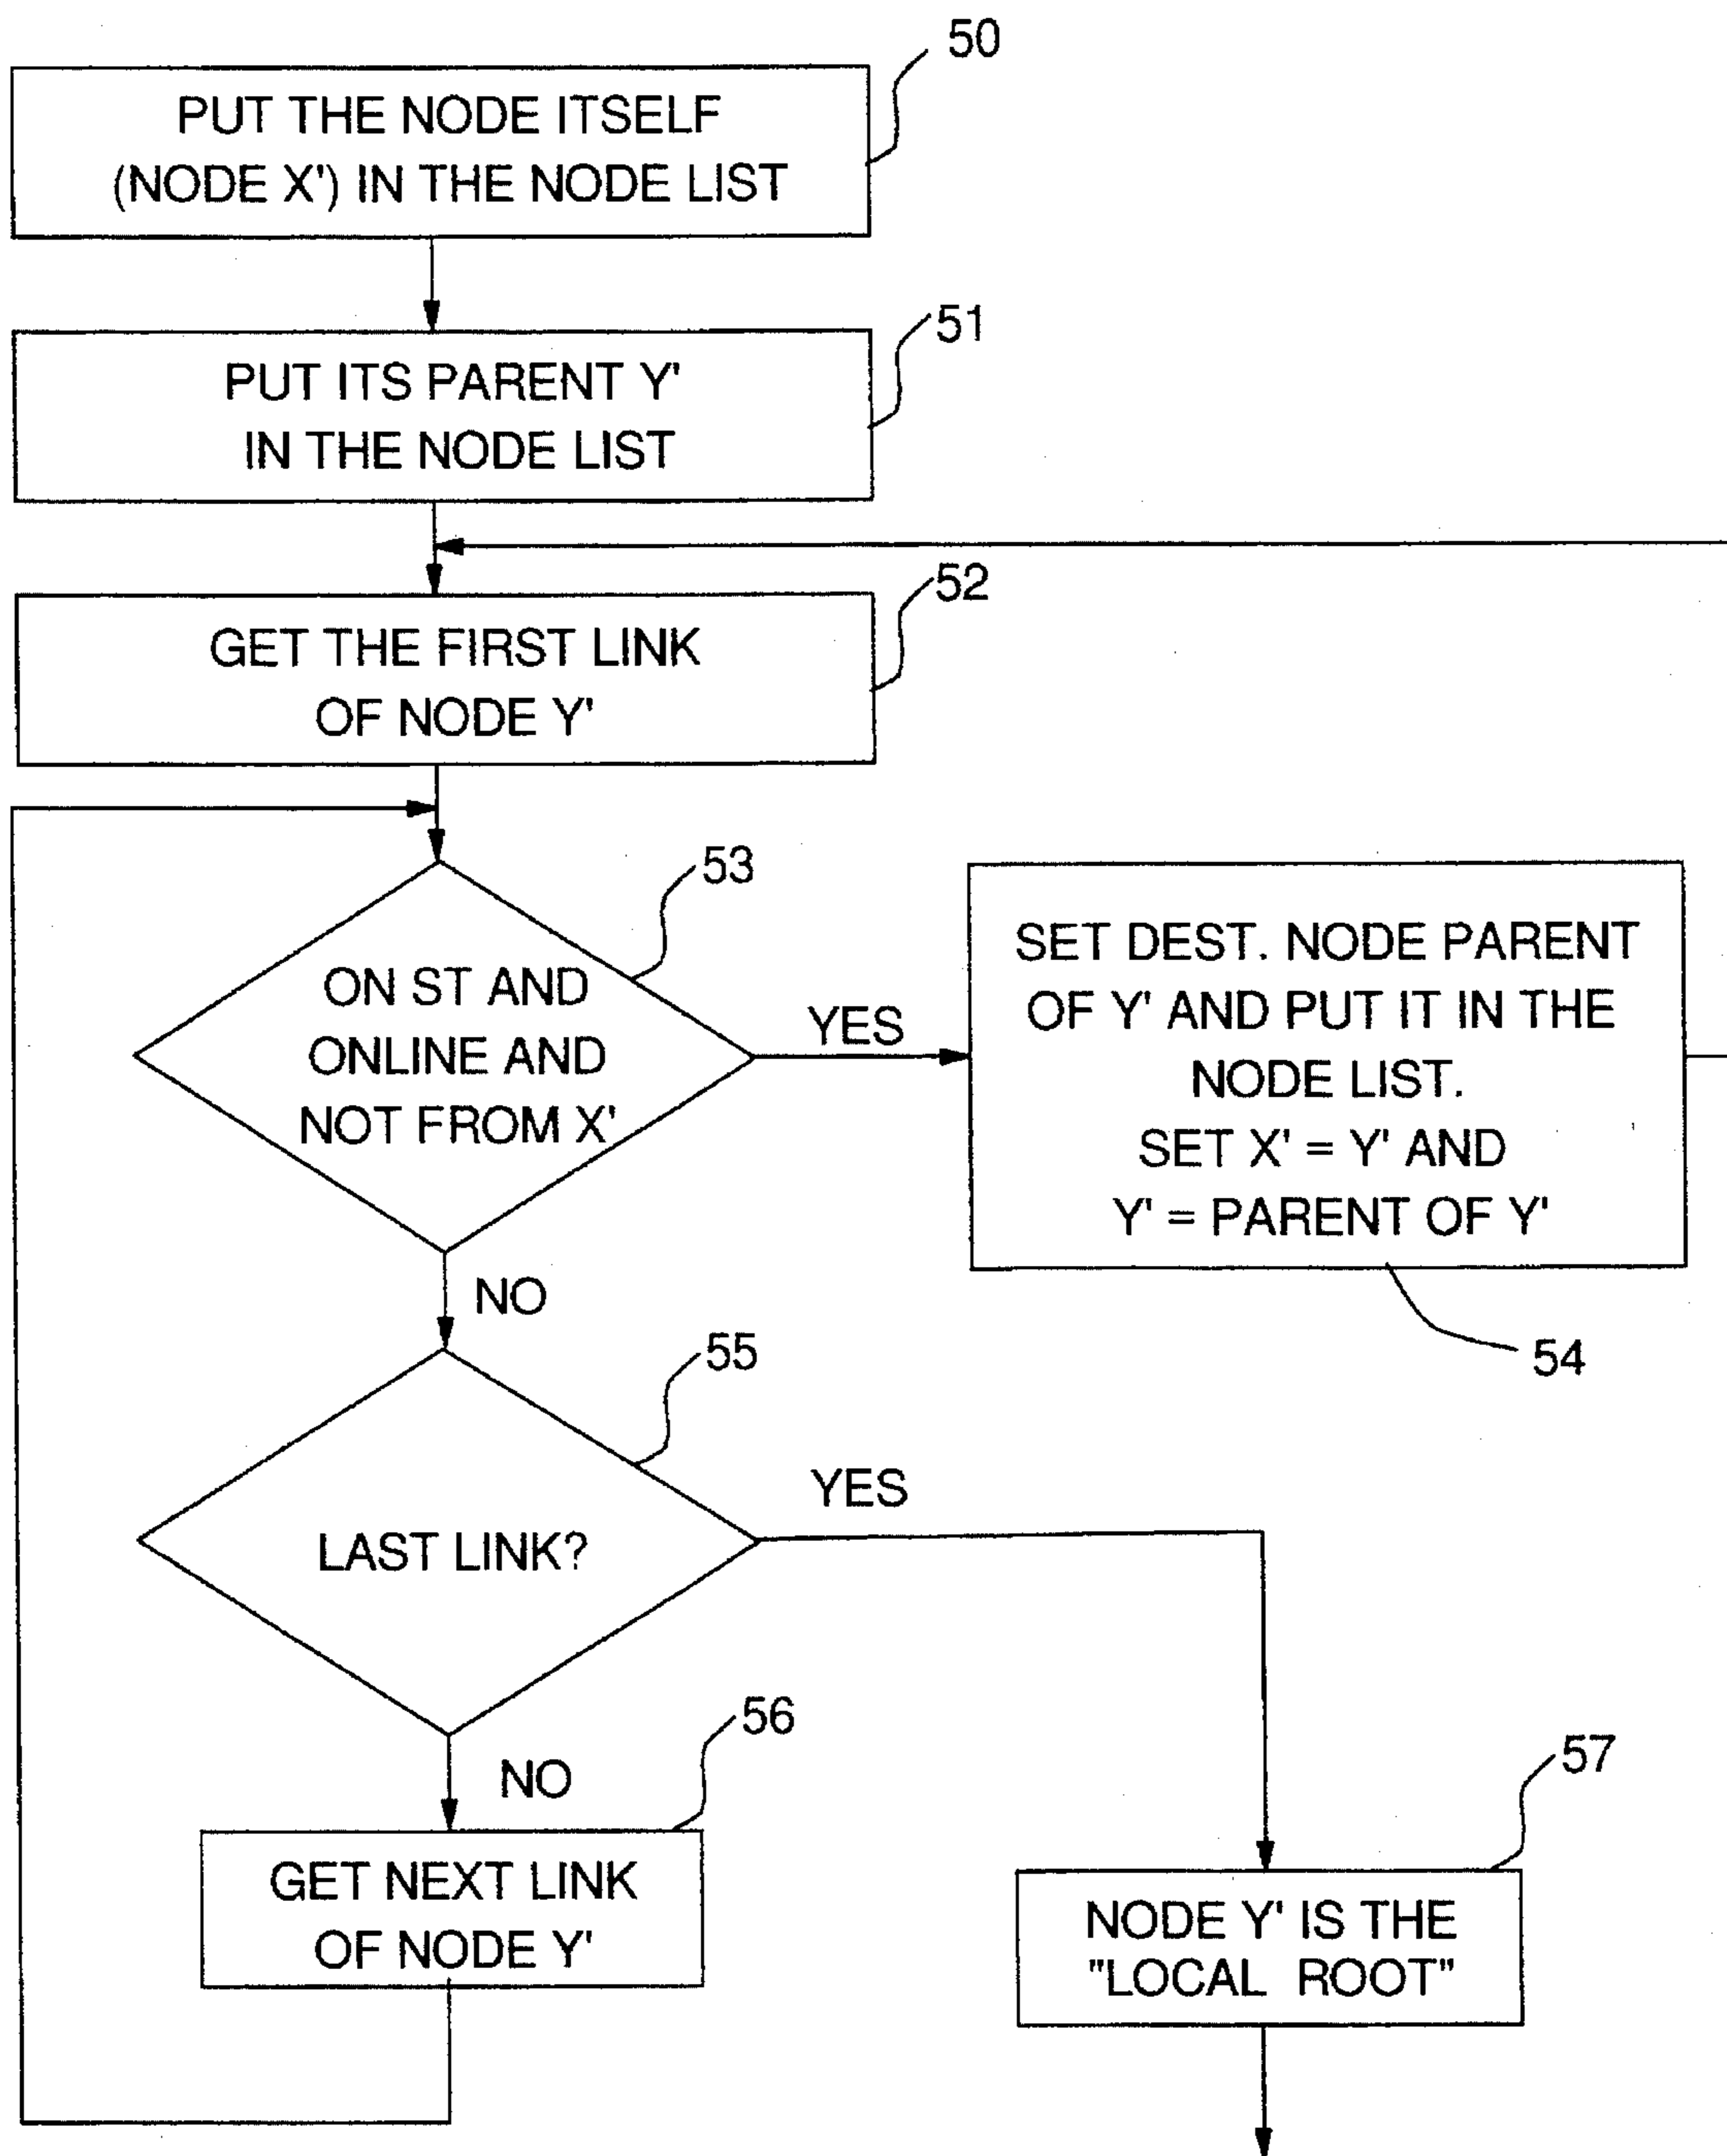 50
PUT THE NODE ITSELF
(NODE X') IN THE NODE LIST
51
PUT ITS PARENT Y'
IN THE NODE LIST
52
GET THE FIRST LINK
OF NODE Y'
53
ON ST AND
ONLINE AND
NOT FROM X'
YES
SET DEST. NODE PARENT
OF Y' AND PUT IT IN THE
NODE LIST.
SET X' = Y' AND
Y' = PARENT OF Y'
54
NO
55
LAST LINK?
YES
NO
56
GET NEXT LINK
OF NODE Y'
57
NODE Y' IS THE
"LOCAL ROOT"